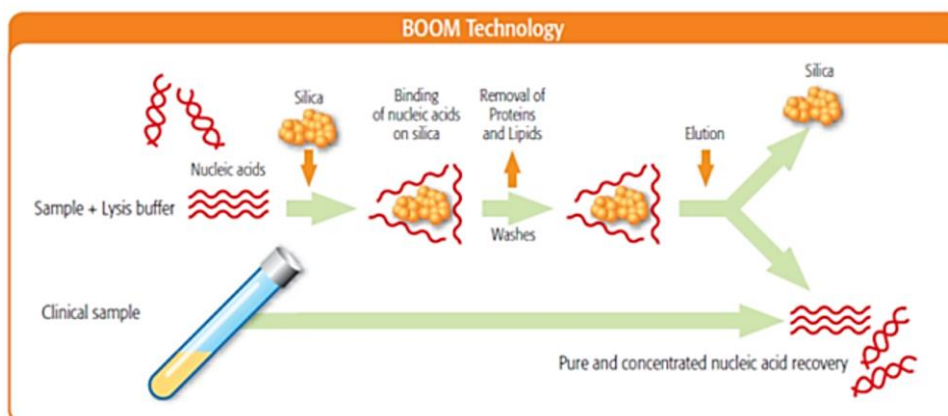 BOOM Technology
Silica
Binding
of nucleic acids
on silica
Removal of
Proteins
and Lipids
Elution
Silica
Nucleic acids
Sample + Lysis buffer
Washes
Clinical sample
Pure and concentrated nucleic acid recovery